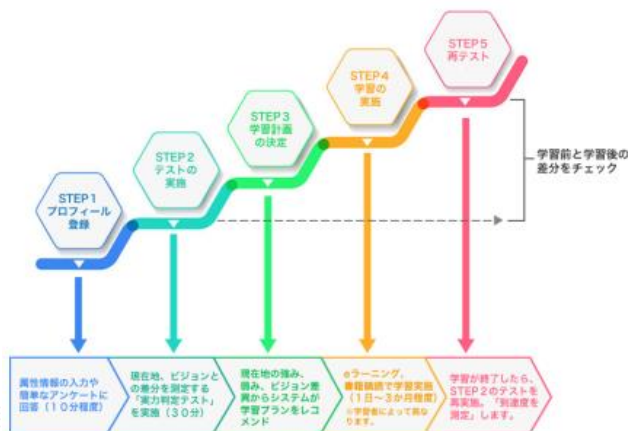 STEP5
再テスト
STEP4
学習の
実施
STEP3
学習計画
の決定
STEP2
テストの
実施
STEP1
プロフィール
登録
学習前と学習後の
差分をチェック
属性情報の入力や
簡単なアンケートに
回答（10分程度）
現在地、ビジョンと
の差分を測定する
「実力判定テスト」
を実施（30分）
現在地の強み、
弱み、ビジョン差
異からシステムが
学習プランをレコ
メンド
eラーニング、
書籍購読で学習実施
（1日～3か月程度）
※学習者によって異な
ります。
学習が終了したら、
STEP2のテストを
再実施。「到達度を
測定」します。